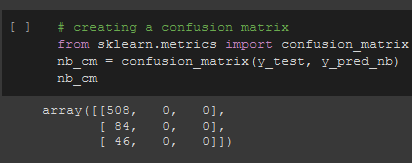 [ ] # creating a confusion matrix
from sklearn.metrics import confusion_matrix
nb_cm = confusion_matrix(y_test, y_pred_nb)
nb_cm
array([[508, 0, 0],
[ 84, 0, 0],
[ 46, 0, 0]])